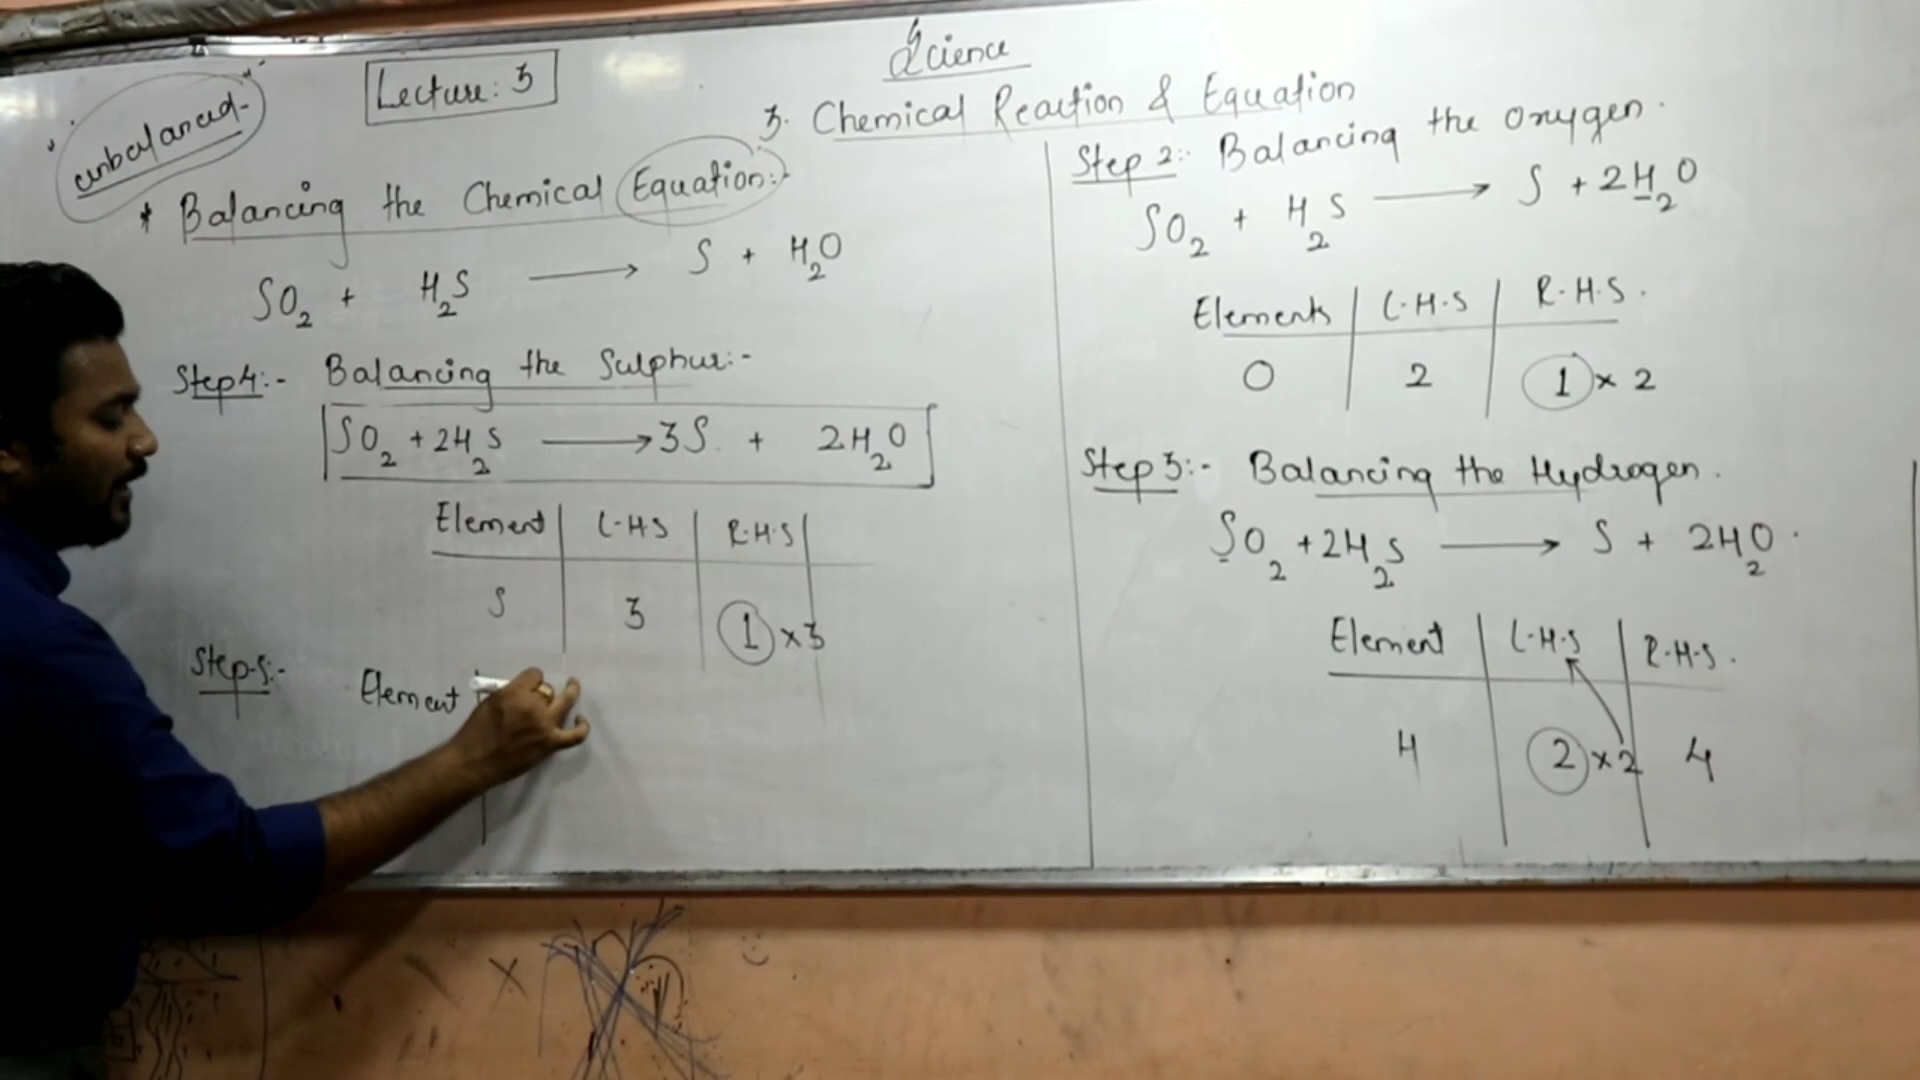 Science
Lecture: 3
3. Chemical Reaction & Equation
unbalanced
* Balancing the Chemical Equation:-
SO2 + H2S → S + H2O
Step4:- Balancing the Sulphur:-
SO2 + 2H2S → 3S + 2H2O
Element | L.H.S | R.H.S
S | 3 | 1 × 3
Step-5:- Element
Step 2:- Balancing the Oxygen.
SO2 + H2S → S + 2H2O
Elements | L.H.S | R.H.S.
O | 2 | 1 × 2
Step 3:- Balancing the Hydrogen.
SO2 + 2H2S → S + 2H2O.
Element | L.H.S | R.H.S.
H | 2 × 2 | 4